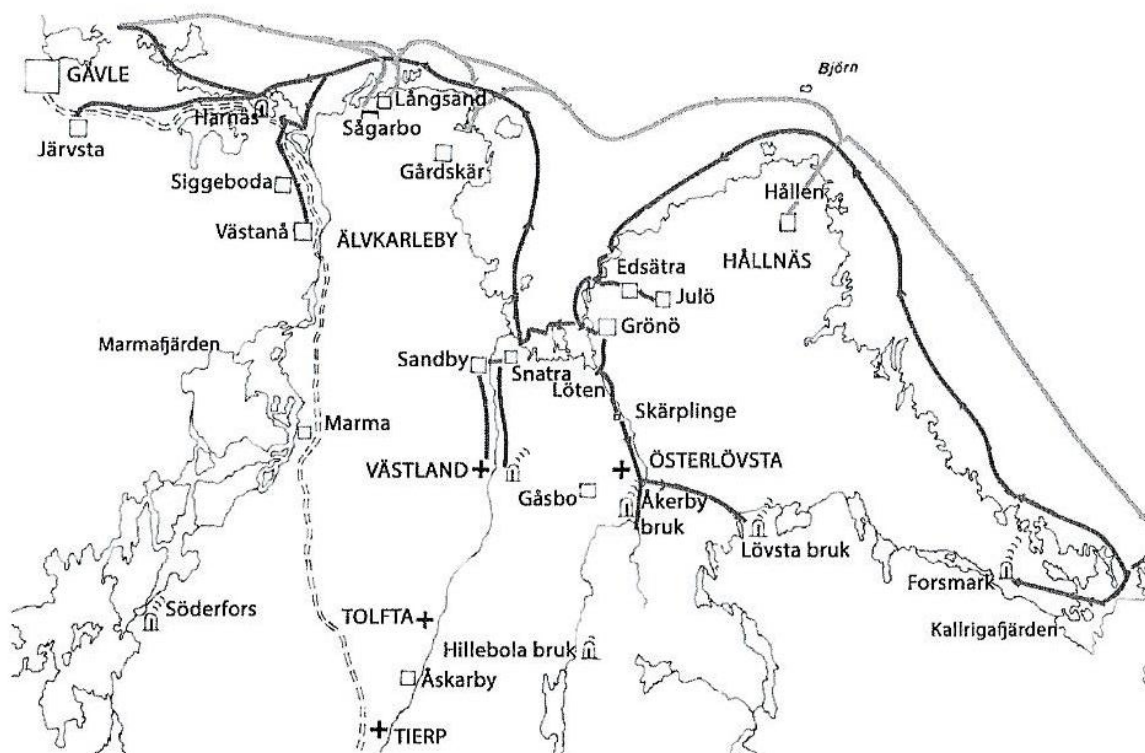 Björn
GÄVLE
Långsand
Harnäs
Sågarbo
Järvsta
Gårdskär
Siggeboda
Hållen
Västanå
ÄLVKARLEBY
HÅLLNÄS
Edsätra
Julö
Grönö
Marmafjärden
Sandby
Snatra
Löten
Skärplinge
Marma
VÄSTLAND
ÖSTERLÖVSTA
Gåsbo
Åkerby
bruk
Lövsta bruk
Forsmark
Söderfors
TOLFTA
Kallrigafjärden
Hillebola bruk
Åskarby
TIERP